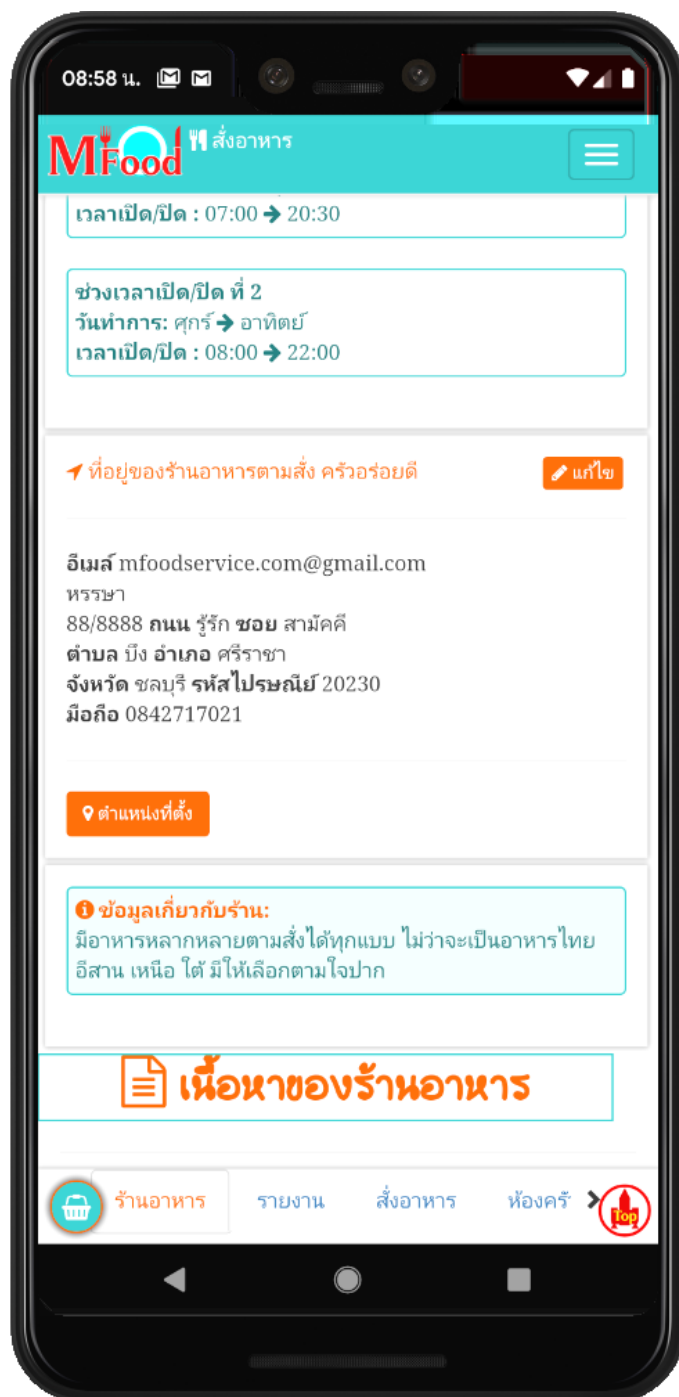 08:58 น.
MFood สั่งอาหาร
เวลาเปิด/ปิด : 07:00 ➔ 20:30
ช่วงเวลาเปิด/ปิด ที่ 2
วันทำการ: ศุกร์ ➔ อาทิตย์
เวลาเปิด/ปิด : 08:00 ➔ 22:00
ที่อยู่ของร้านอาหารตามสั่ง ครัวอร่อยดี
แก้ไข
อีเมล์ mfoodservice.com@gmail.com
หรรษา
88/8888 ถนน รู้รัก ซอย สามัคคี
ตำบล บึง อำเภอ ศรีราชา
จังหวัด ชลบุรี รหัสไปรษณีย์ 20230
มือถือ 0842717021
ตำแหน่งที่ตั้ง
ข้อมูลเกี่ยวกับร้าน:
มีอาหารหลากหลายตามสั่งได้ทุกแบบ ไม่ว่าจะเป็นอาหารไทย
อีสาน เหนือ ใต้ มีให้เลือกตามใจปาก
เนื้อหาของร้านอาหาร
ร้านอาหาร รายงาน สั่งอาหาร ห้องครั Top